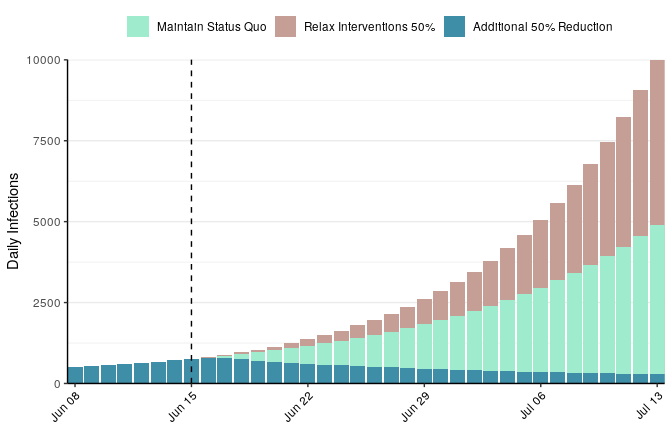 Maintain Status Quo Relax Interventions 50% Additional 50% Reduction
Daily Infections
10000
7500
5000
2500
0
Jun 08 Jun 15 Jun 22 Jun 29 Jul 06 Jul 13